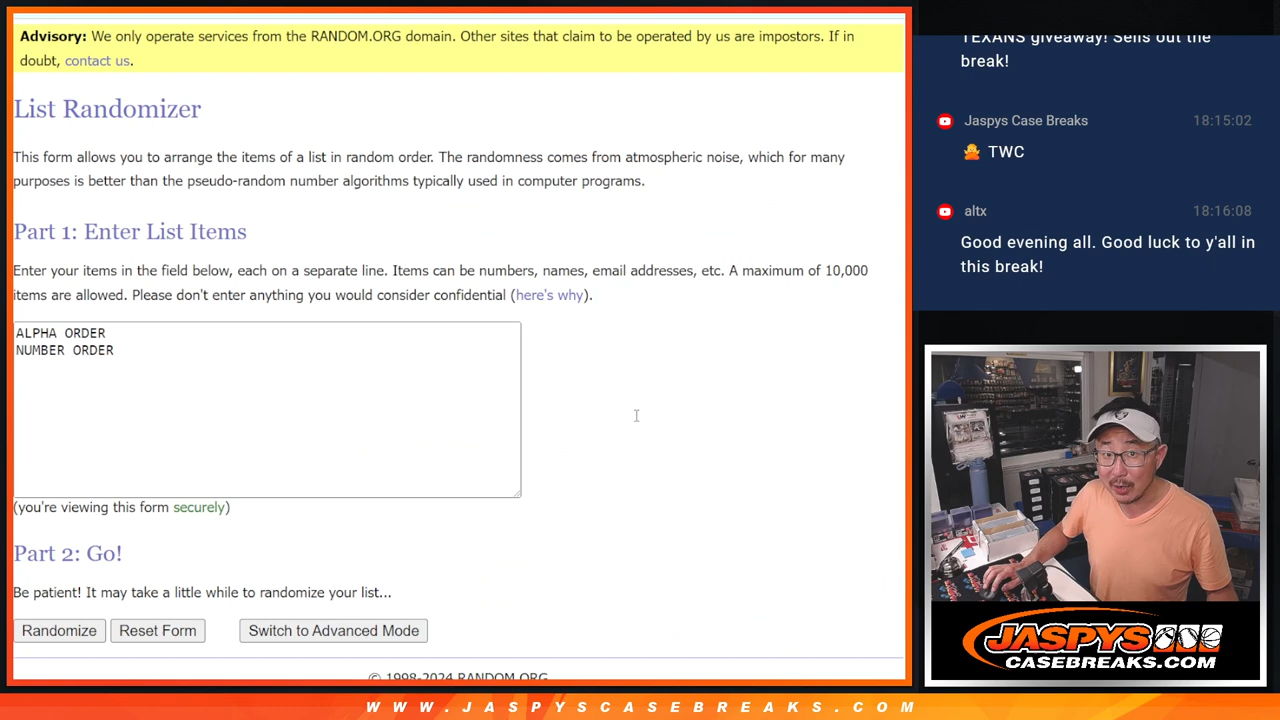 Advisory: We only operate services from the RANDOM.ORG domain. Other sites that claim to be operated by us are impostors. If in
doubt, contact us.
List Randomizer
This form allows you to arrange the items of a list in random order. The randomness comes from atmospheric noise, which for many
purposes is better than the pseudo-random number algorithms typically used in computer programs.
Part 1: Enter List Items
Enter your items in the field below, each on a separate line. Items can be numbers, names, email addresses, etc. A maximum of 10,000
items are allowed. Please don't enter anything you would consider confidential (here's why).
ALPHA ORDER
NUMBER ORDER
(you're viewing this form securely)
Part 2: Go!
Be patient! It may take a little while to randomize your list...
Randomize Reset Form Switch to Advanced Mode
© 1998-2024 RANDOM.ORG
TEXANS giveaway! Sells out the
break!
Jaspys Case Breaks 18:15:02
TWC
altx 18:16:08
Good evening all. Good luck to y'all in
this break!
JASPYS
CASEBREAKS.COM
WWW.JASPYSCASEBREAKS.COM